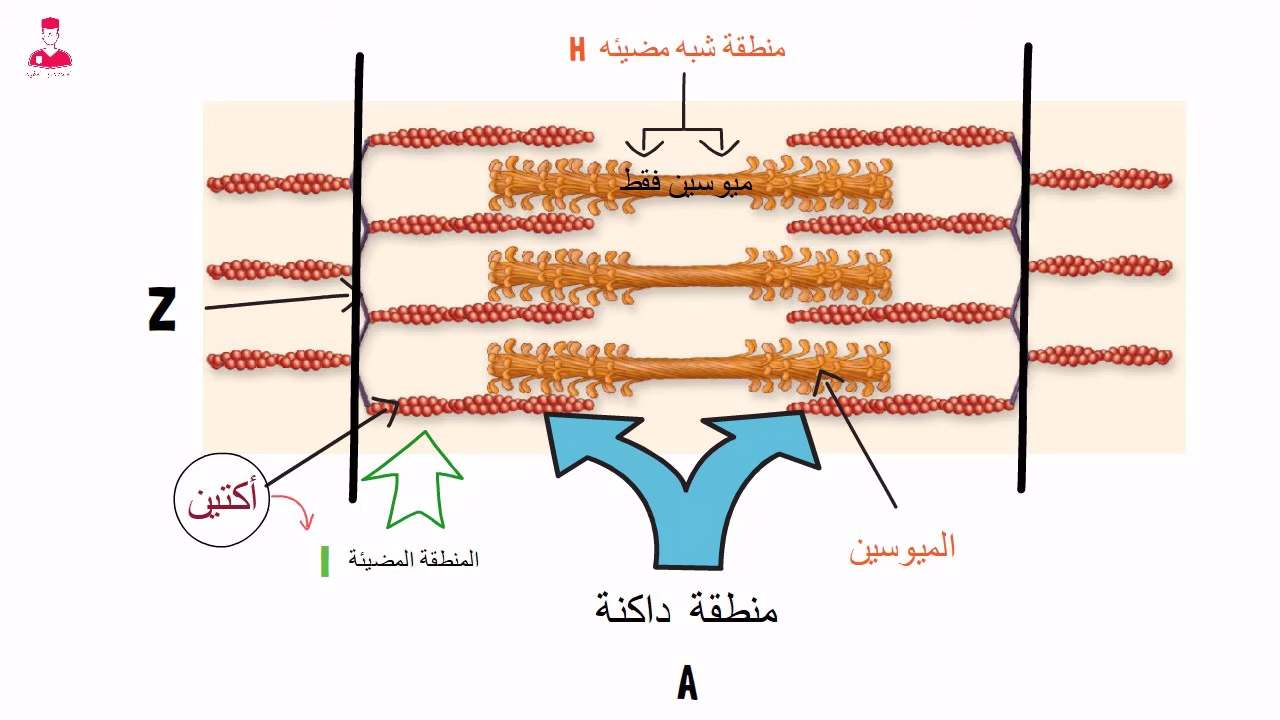 منطقة شبه مضيئه H
ميوسين فقط
Z
أكتين
المنطقة المضيئة I
الميوسين
منطقة داكنة
A